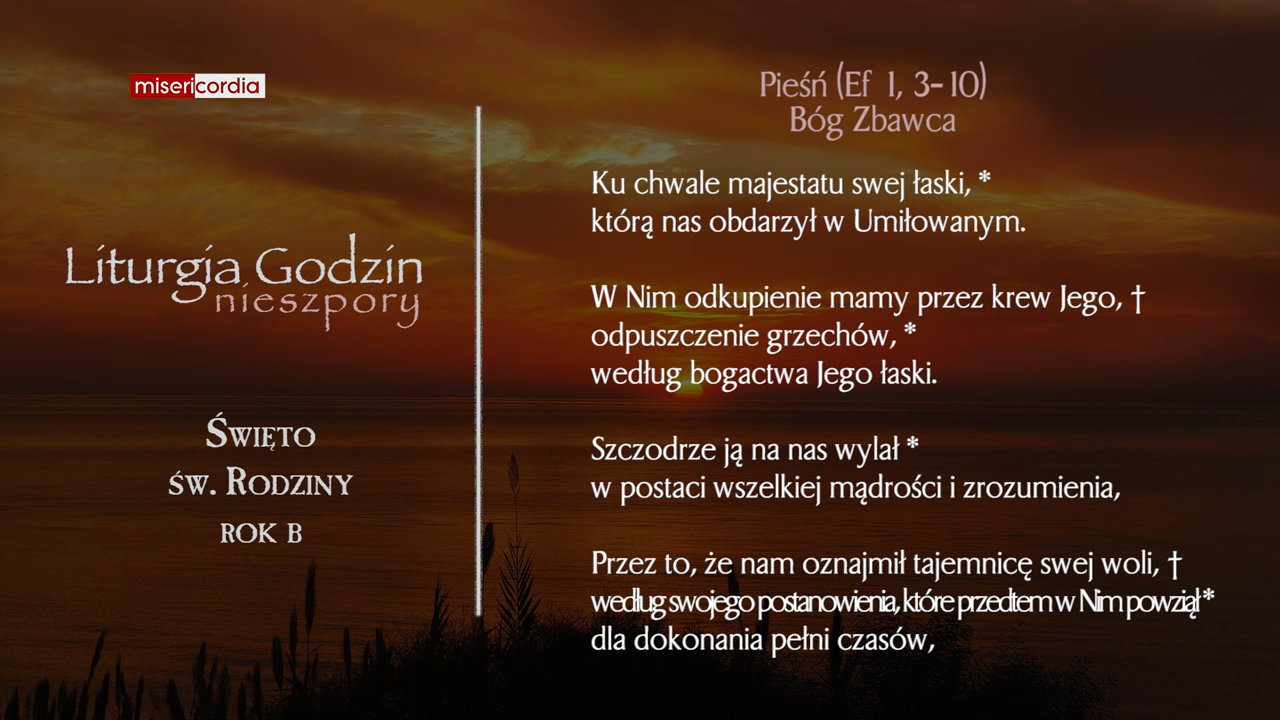 misericordia
Liturgia Godzin
nieszpory
Święto
św. Rodziny
rok B
Pieśń (Ef 1, 3-10)
Bóg Zbawca
Ku chwale majestatu swej łaski, *
którą nas obdarzył w Umiłowanym.
W Nim odkupienie mamy przez krew Jego, †
odpuszczenie grzechów, *
według bogactwa Jego łaski.
Szczodrze ją na nas wylał *
w postaci wszelkiej mądrości i zrozumienia,
Przez to, że nam oznajmił tajemnicę swej woli, †
według swojego postanowienia, które przedtem w Nim powziął *
dla dokonania pełni czasów,